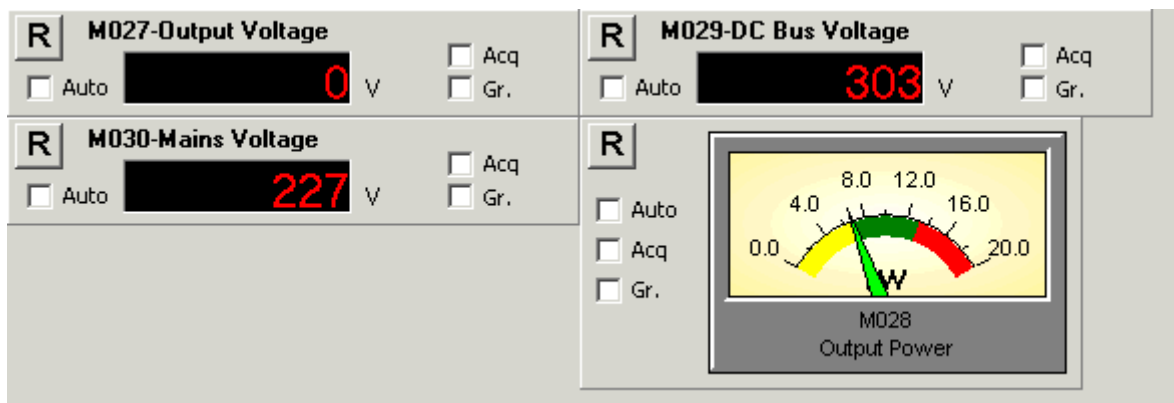 R M027-Output Voltage
Acq
Auto 0 V Gr.
R M029-DC Bus Voltage
Acq
Auto 303 V Gr.
R M030-Mains Voltage
Acq
Auto 227 V Gr.
R
Auto
Acq
Gr.
8.0 12.0
4.0 16.0
0.0 20.0
W
M028
Output Power